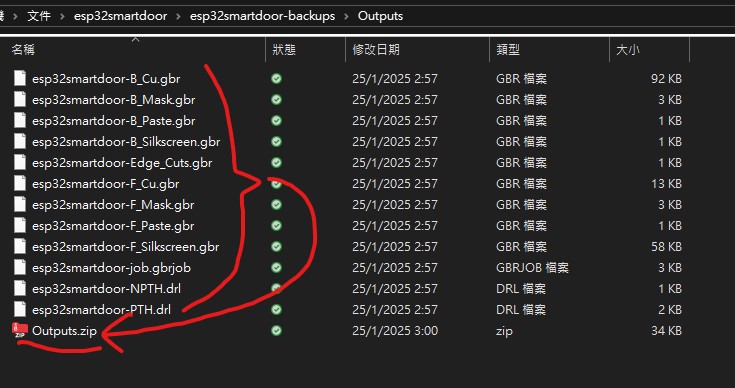 文件 > esp32smartdoor > esp32smartdoor-backups > Outputs
名稱 狀態 修改日期 類型 大小
esp32smartdoor-B_Cu.gbr 25/1/2025 2:57 GBR 檔案 92 KB
esp32smartdoor-B_Mask.gbr 25/1/2025 2:57 GBR 檔案 3 KB
esp32smartdoor-B_Paste.gbr 25/1/2025 2:57 GBR 檔案 1 KB
esp32smartdoor-B_Silkscreen.gbr 25/1/2025 2:57 GBR 檔案 1 KB
esp32smartdoor-Edge_Cuts.gbr 25/1/2025 2:57 GBR 檔案 1 KB
esp32smartdoor-F_Cu.gbr 25/1/2025 2:57 GBR 檔案 13 KB
esp32smartdoor-F_Mask.gbr 25/1/2025 2:57 GBR 檔案 3 KB
esp32smartdoor-F_Paste.gbr 25/1/2025 2:57 GBR 檔案 1 KB
esp32smartdoor-F_Silkscreen.gbr 25/1/2025 2:57 GBR 檔案 58 KB
esp32smartdoor-job.gbrjob 25/1/2025 2:57 GBRJOB 檔案 3 KB
esp32smartdoor-NPTH.drl 25/1/2025 2:57 DRL 檔案 1 KB
esp32smartdoor-PTH.drl 25/1/2025 2:57 DRL 檔案 2 KB
ZIP Outputs.zip 25/1/2025 3:00 zip 34 KB